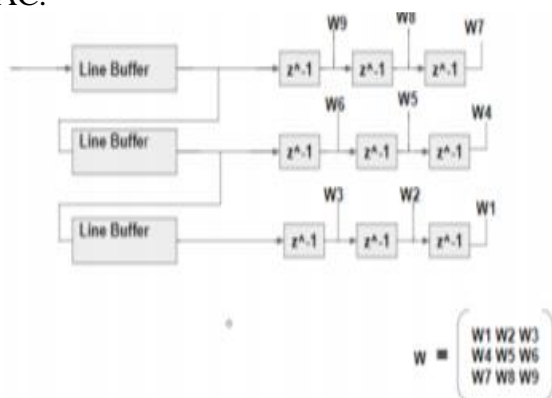 AC.
W9 W8 W7
Line Buffer z^-1 z^-1 z^-1
W6 W5 W4
Line Buffer z^-1 z^-1 z^-1
W3 W2 W1
Line Buffer z^-1 z^-1 z^-1
W1 W2 W3
W = W4 W5 W6
W7 W8 W9